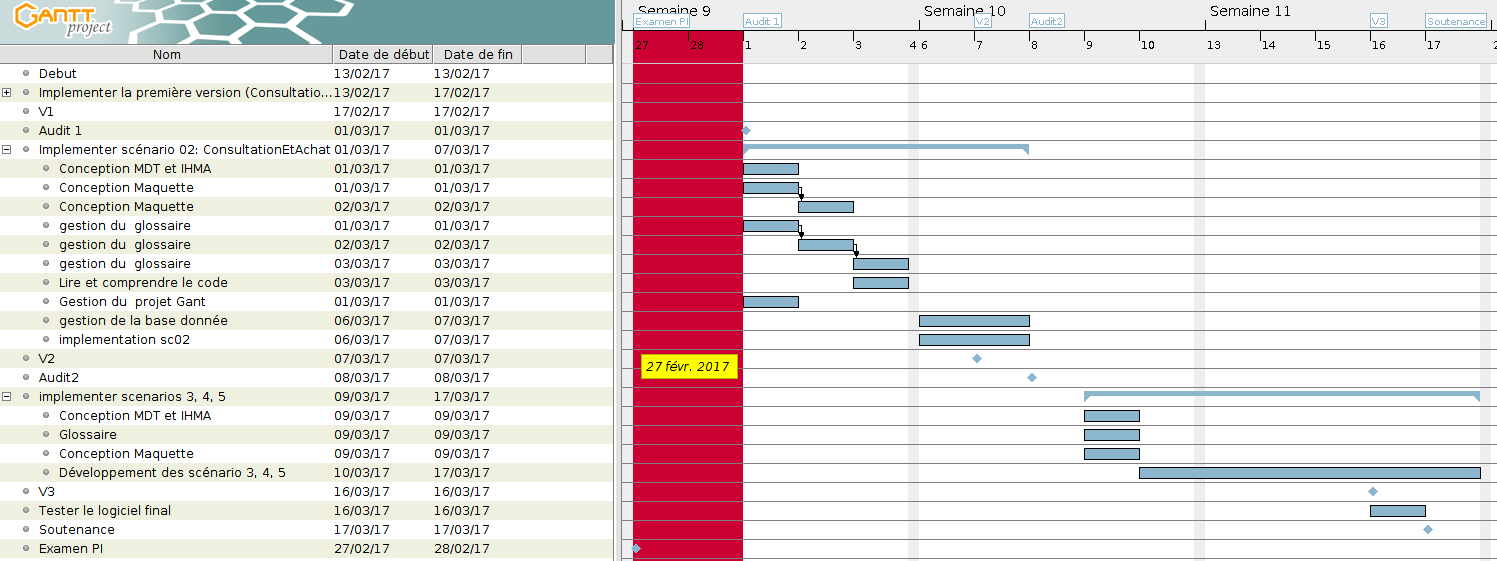 GANTT
project
Semaine 9 Semaine 10 Semaine 11
Examen PI Audit 1 V2 Audit2 V3 Soutenance
27 28 1 2 3 4 6 7 8 9 10 13 14 15 16 17 2
Nom Date de début Date de fin
Debut 13/02/17 13/02/17
Implementer la première version (Consultatio... 13/02/17 17/02/17
V1 17/02/17 17/02/17
Audit 1 01/03/17 01/03/17
Implementer scénario 02: ConsultationEtAchat 01/03/17 07/03/17
Conception MDT et IHMA 01/03/17 01/03/17
Conception Maquette 01/03/17 01/03/17
Conception Maquette 02/03/17 02/03/17
gestion du glossaire 01/03/17 01/03/17
gestion du glossaire 02/03/17 02/03/17
gestion du glossaire 03/03/17 03/03/17
Lire et comprendre le code 03/03/17 03/03/17
Gestion du projet Gant 01/03/17 01/03/17
gestion de la base donnée 06/03/17 07/03/17
implementation sc02 06/03/17 07/03/17
V2 07/03/17 07/03/17
27 févr. 2017
Audit2 08/03/17 08/03/17
implementer scenarios 3, 4, 5 09/03/17 17/03/17
Conception MDT et IHMA 09/03/17 09/03/17
Glossaire 09/03/17 09/03/17
Conception Maquette 09/03/17 09/03/17
Développement des scénario 3, 4, 5 10/03/17 17/03/17
V3 16/03/17 16/03/17
Tester le logiciel final 16/03/17 16/03/17
Soutenance 17/03/17 17/03/17
Examen PI 27/02/17 28/02/17